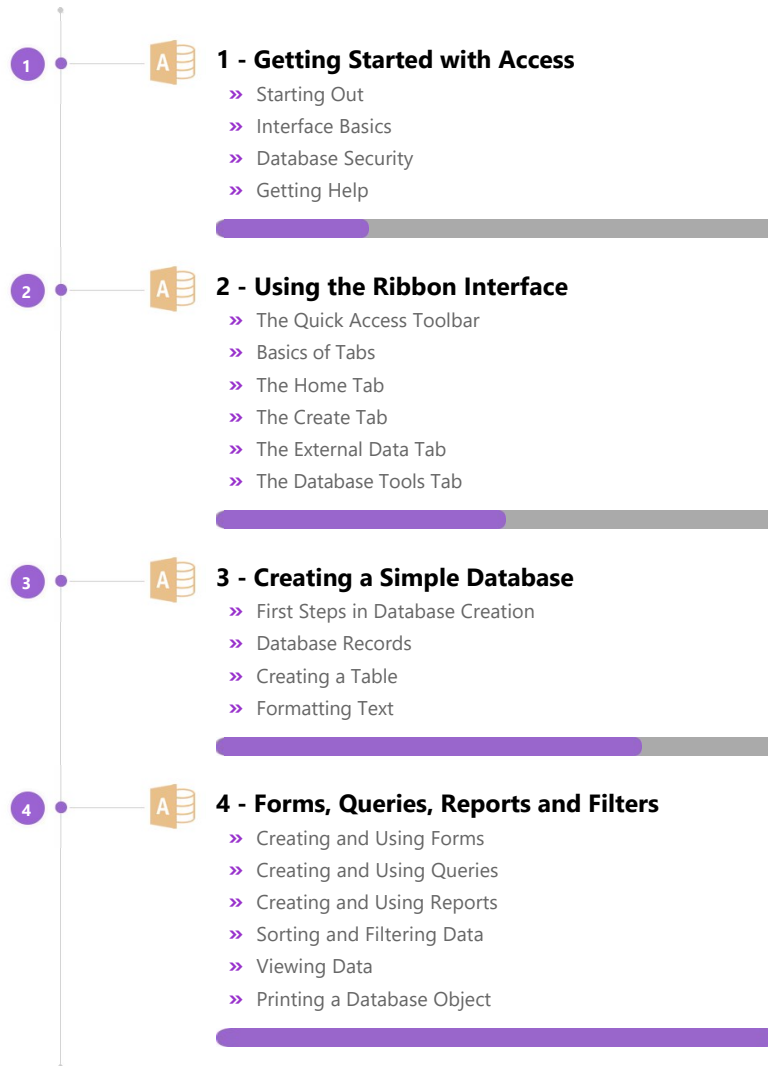 1
A
1 - Getting Started with Access
» Starting Out
» Interface Basics
» Database Security
» Getting Help
2
A
2 - Using the Ribbon Interface
» The Quick Access Toolbar
» Basics of Tabs
» The Home Tab
» The Create Tab
» The External Data Tab
» The Database Tools Tab
3
A
3 - Creating a Simple Database
» First Steps in Database Creation
» Database Records
» Creating a Table
» Formatting Text
4
A
4 - Forms, Queries, Reports and Filters
» Creating and Using Forms
» Creating and Using Queries
» Creating and Using Reports
» Sorting and Filtering Data
» Viewing Data
» Printing a Database Object